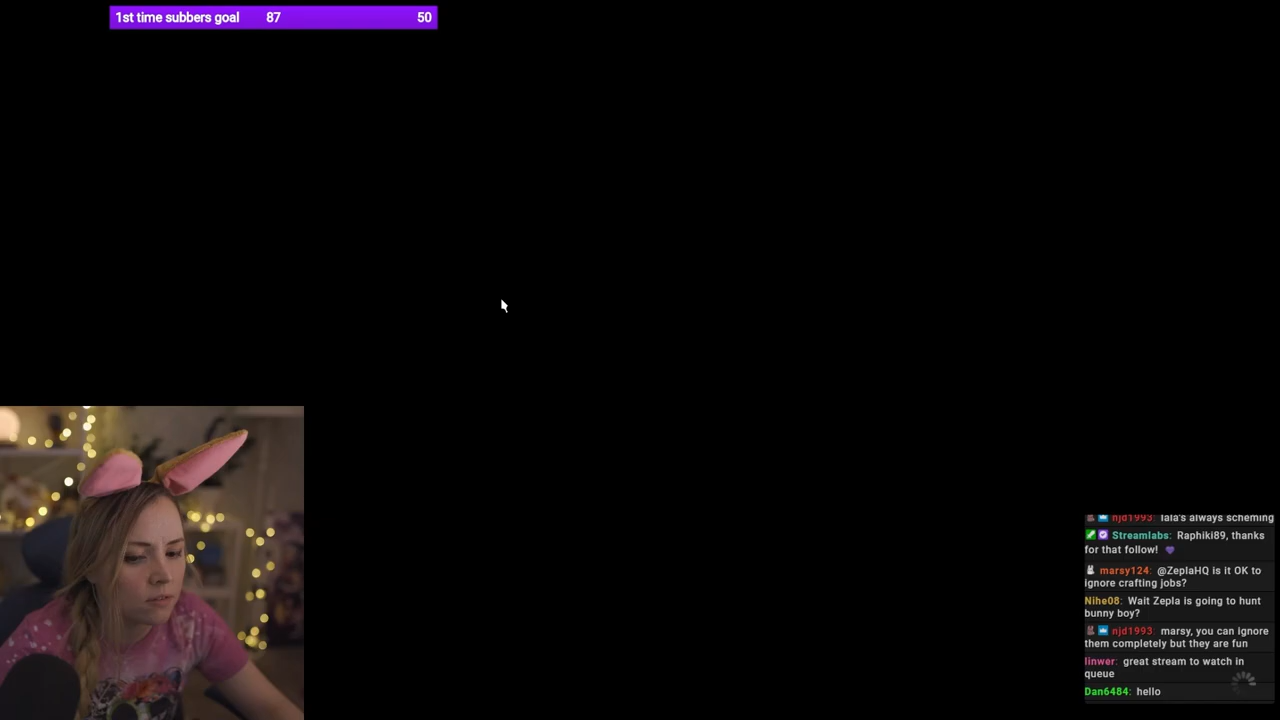 1st time subbers goal 87 50
njd1993: lala's always scheming
Streamlabs: Raphiki89, thanks
for that follow!
marsy124: @ZeplaHQ is it OK to
ignore crafting jobs?
Nihe08: Wait Zepla is going to hunt
bunny boy?
njd1993: marsy, you can ignore
them completely but they are fun
linwer: great stream to watch in
queue
Dan6484: hello